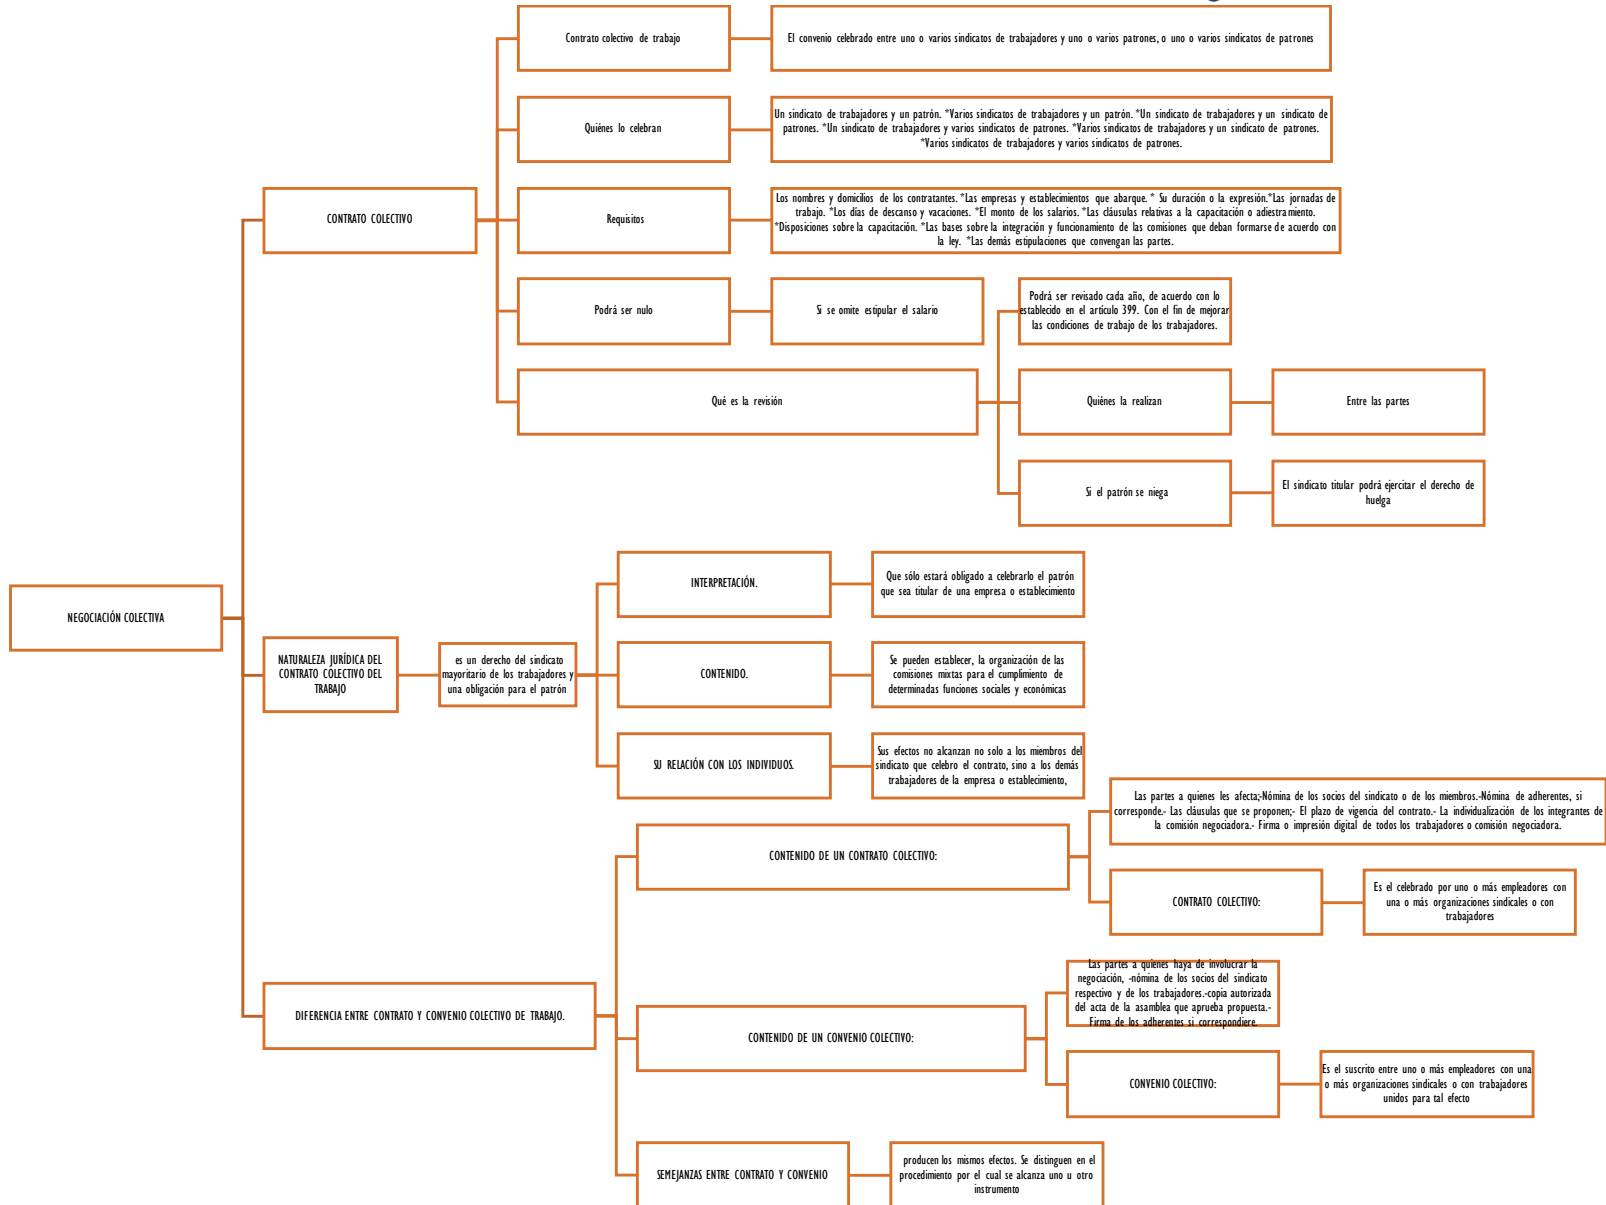 Contrato colectivo de trabajo
El convenio celebrado entre uno o varios sindicatos de trabajadores y uno o varios patrones, o uno o varios sindicatos de patrones
Quiénes lo celebran
Un sindicato de trabajadores y un patrón. *Varios sindicatos de trabajadores y un patrón. *Un sindicato de trabajadores y un sindicato de
patrones. *Un sindicato de trabajadores y varios sindicatos de patrones. *Varios sindicatos de trabajadores y un sindicato de patrones.
*Varios sindicatos de trabajadores y varios sindicatos de patrones.
CONTRATO COLECTIVO
Requisitos
Los nombres y domicilios de los contratantes. *Las empresas y establecimientos que abarque. * Su duración o la expresión.*Las jornadas de
trabajo. *Los días de descanso y vacaciones. *El monto de los salarios. *Las cláusulas relativas a la capacitación o adiestramiento.
*Disposiciones sobre la capacitación. *Las bases sobre la integración y funcionamiento de las comisiones que deban formarse de acuerdo con
la ley. *Las demás estipulaciones que convengan las partes.
Podrá ser nulo
Si se omite estipular el salario
Podrá ser revisado cada año, de acuerdo con lo
establecido en el artículo 399. Con el fin de mejorar
las condiciones de trabajo de los trabajadores.
Qué es la revisión
Quiénes la realizan
Entre las partes
Si el patrón se niega
El sindicato titular podrá ejercitar el derecho de
huelga
NEGOCIACIÓN COLECTIVA
INTERPRETACIÓN.
Que sólo estará obligado a celebrarlo el patrón
que sea titular de una empresa o establecimiento
NATURALEZA JURÍDICA DEL
CONTRATO COLECTIVO DEL
TRABAJO
es un derecho del sindicato
mayoritario de los trabajadores y
una obligación para el patrón
CONTENIDO.
Se pueden establecer, la organización de las
comisiones mixtas para el cumplimiento de
determinadas funciones sociales y económicas
SU RELACIÓN CON LOS INDIVIDUOS.
Sus efectos no alcanzan no solo a los miembros del
sindicato que celebro el contrato, sino a los demás
trabajadores de la empresa o establecimiento,
CONTENIDO DE UN CONTRATO COLECTIVO:
Las partes a quienes les afecta;-Nómina de los socios del sindicato o de los miembros.-Nómina de adherentes, si
corresponde.- Las cláusulas que se proponen;- El plazo de vigencia del contrato.- La individualización de los integrantes de
la comisión negociadora.- Firma o impresión digital de todos los trabajadores o comisión negociadora.
CONTRATO COLECTIVO:
Es el celebrado por uno o más empleadores con
una o más organizaciones sindicales o con
trabajadores
DIFERENCIA ENTRE CONTRATO Y CONVENIO COLECTIVO DE TRABAJO.
CONTENIDO DE UN CONVENIO COLECTIVO:
Las partes a quienes haya de involucrar la
negociación, -nómina de los socios del sindicato
respectivo y de los trabajadores.-copia autorizada
del acta de la asamblea que aprueba propuesta.-
Firma de los adherentes si correspondiere.
CONVENIO COLECTIVO:
Es el suscrito entre uno o más empleadores con una
o más organizaciones sindicales o con trabajadores
unidos para tal efecto
SEMEJANZAS ENTRE CONTRATO Y CONVENIO
producen los mismos efectos. Se distinguen en el
procedimiento por el cual se alcanza uno u otro
instrumento